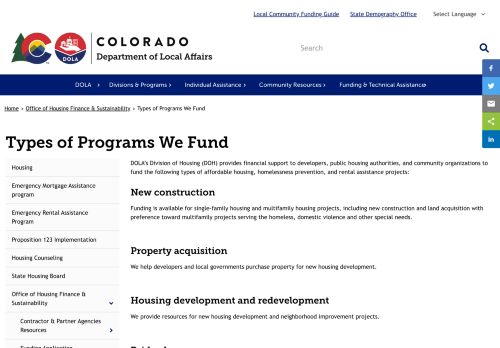 Local Community Funding Guide State Demography Office Select Language
COLORADO
Department of Local Affairs
DOLA
Search
DOLA Divisions & Programs Individual Assistance Community Resources Funding & Technical Assistance
Home › Office of Housing Finance & Sustainability › Types of Programs We Fund
Types of Programs We Fund
Housing
Emergency Mortgage Assistance
program
Emergency Rental Assistance
Program
Proposition 123 Implementation
Housing Counseling
State Housing Board
Office of Housing Finance &
Sustainability
Contractor & Partner Agencies
Resources
DOLA's Division of Housing (DOH) provides financial support to developers, public housing authorities, and community organizations to
fund the following types of affordable housing, homelessness prevention, and rental assistance projects:
New construction
Funding is available for single-family housing and multifamily housing projects, including new construction and land acquisition with
preference toward multifamily projects serving the homeless, domestic violence and other special needs.
Property acquisition
We help developers and local governments purchase property for new housing development.
Housing development and redevelopment
We provide resources for new housing development and neighborhood improvement projects.